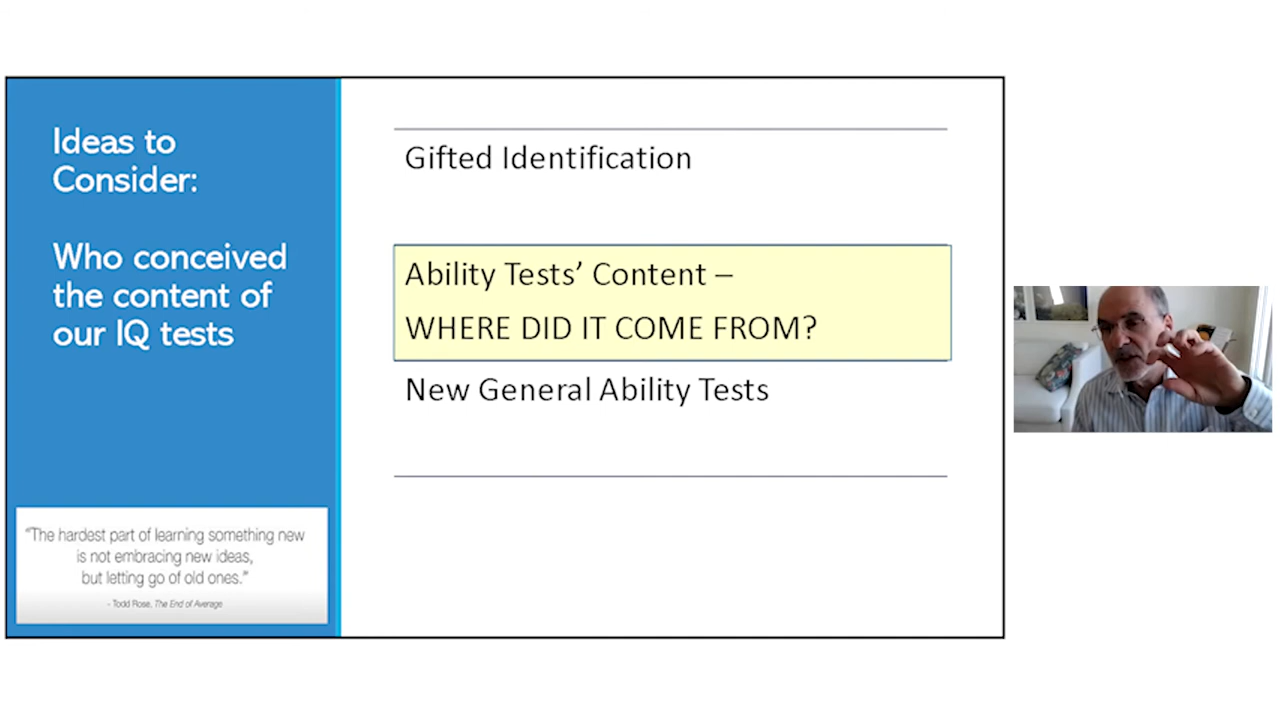 Ideas to
Consider:
Who conceived
the content of
our IQ tests
"The hardest part of learning something new
is not embracing new ideas,
but letting go of old ones."
- Todd Rose, The End of Average
Gifted Identification
Ability Tests’ Content –
WHERE DID IT COME FROM?
New General Ability Tests